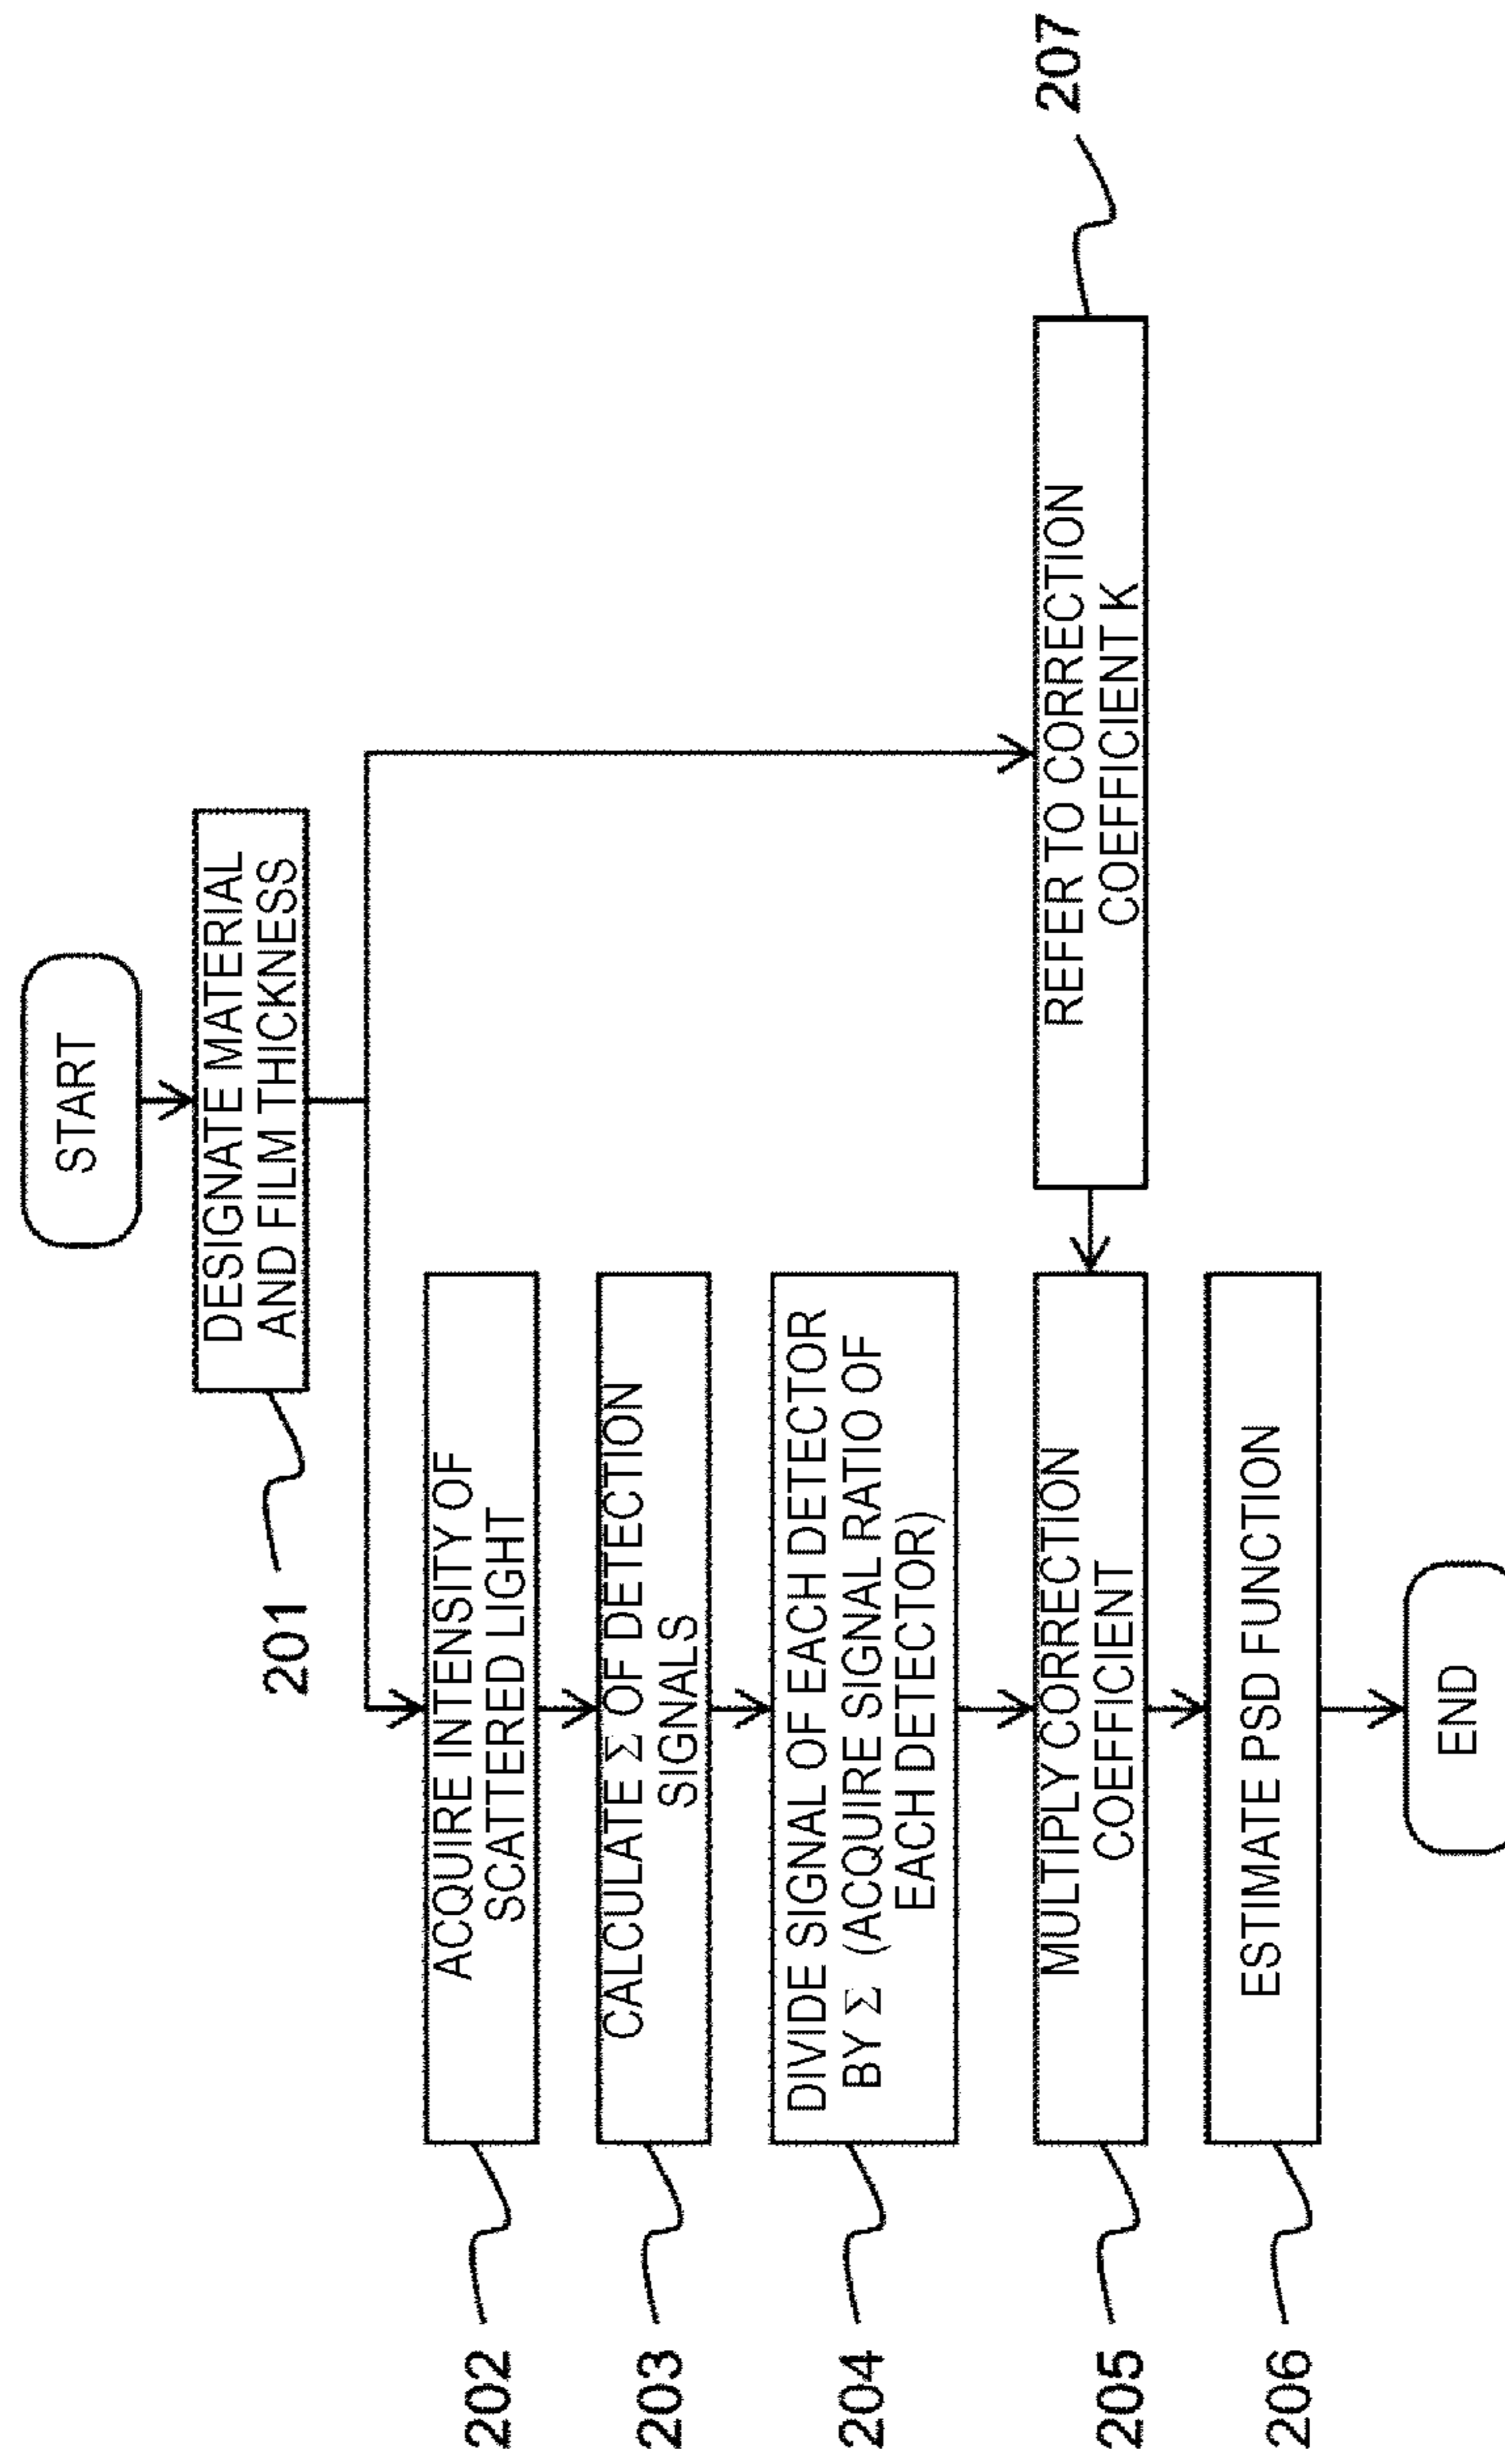 START
DESIGNATE MATERIAL
AND FILM THICKNESS
201
ACQUIRE INTENSITY OF
SCATTERED LIGHT
202
CALCULATE Σ OF DETECTION
SIGNALS
203
DIVIDE SIGNAL OF EACH DETECTOR
BY Σ (ACQUIRE SIGNAL RATIO OF
EACH DETECTOR)
204
MULTIPLY CORRECTION
COEFFICIENT
205
REFER TO CORRECTION
COEFFICIENT K
207
ESTIMATE PSD FUNCTION
206
END